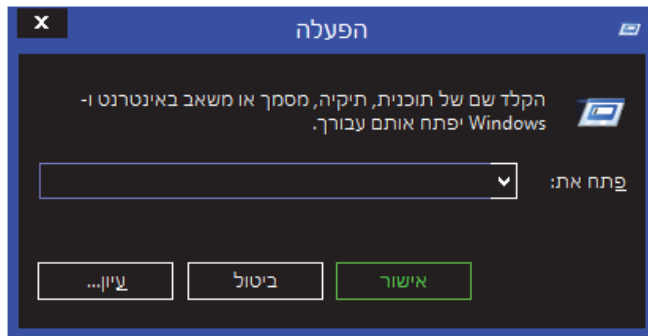 הפעלה
X
הקלד שם של תוכנית, תיקיה, מסמך או משאב באינטרנט ו-
Windows יפתח אותם עבורך.
פתח את:
אישור
ביטול
עיון...